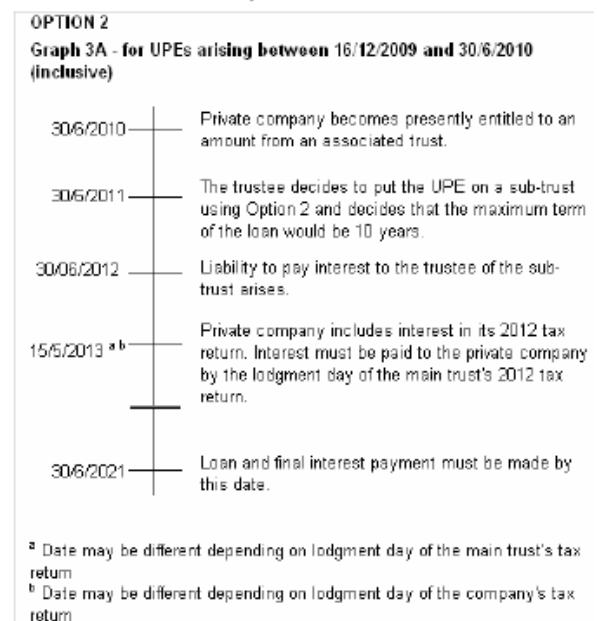 OPTION 2
Graph 3A - for UPEs arising between 16/12/2009 and 30/6/2010
(inclusive)
30/6/2010
Private company becomes presently entitled to an
amount from an associated trust.
30/6/2011
The trustee decides to put the UPE on a sub-trust
using Option 2 and decides that the maximum term
of the loan would be 10 years.
30/06/2012
Liability to pay interest to the trustee of the sub-
trust arises.
15/5/2013 a b
Private company includes interest in its 2012 tax
return. Interest must be paid to the private company
by the lodgment day of the main trust's 2012 tax
return.
30/6/2021
Loan and final interest payment must be made by
this date.
a Date may be different depending on lodgment day of the main trust's tax
return
b Date may be different depending on lodgment day of the company's tax
return